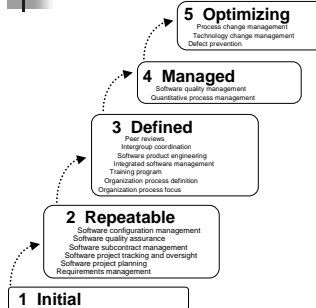 5 Optimizing
Process change management
Technology change management
Defect prevention
4 Managed
Software quality management
Quantitative process management
3 Defined
Peer reviews
Intergroup coordination
Software product engineering
Integrated software management
Training program
Organization process definition
Organization process focus
2 Repeatable
Software configuration management
Software quality assurance
Software subcontract management
Software project tracking and oversight
Software project planning
Requirements management
1 Initial